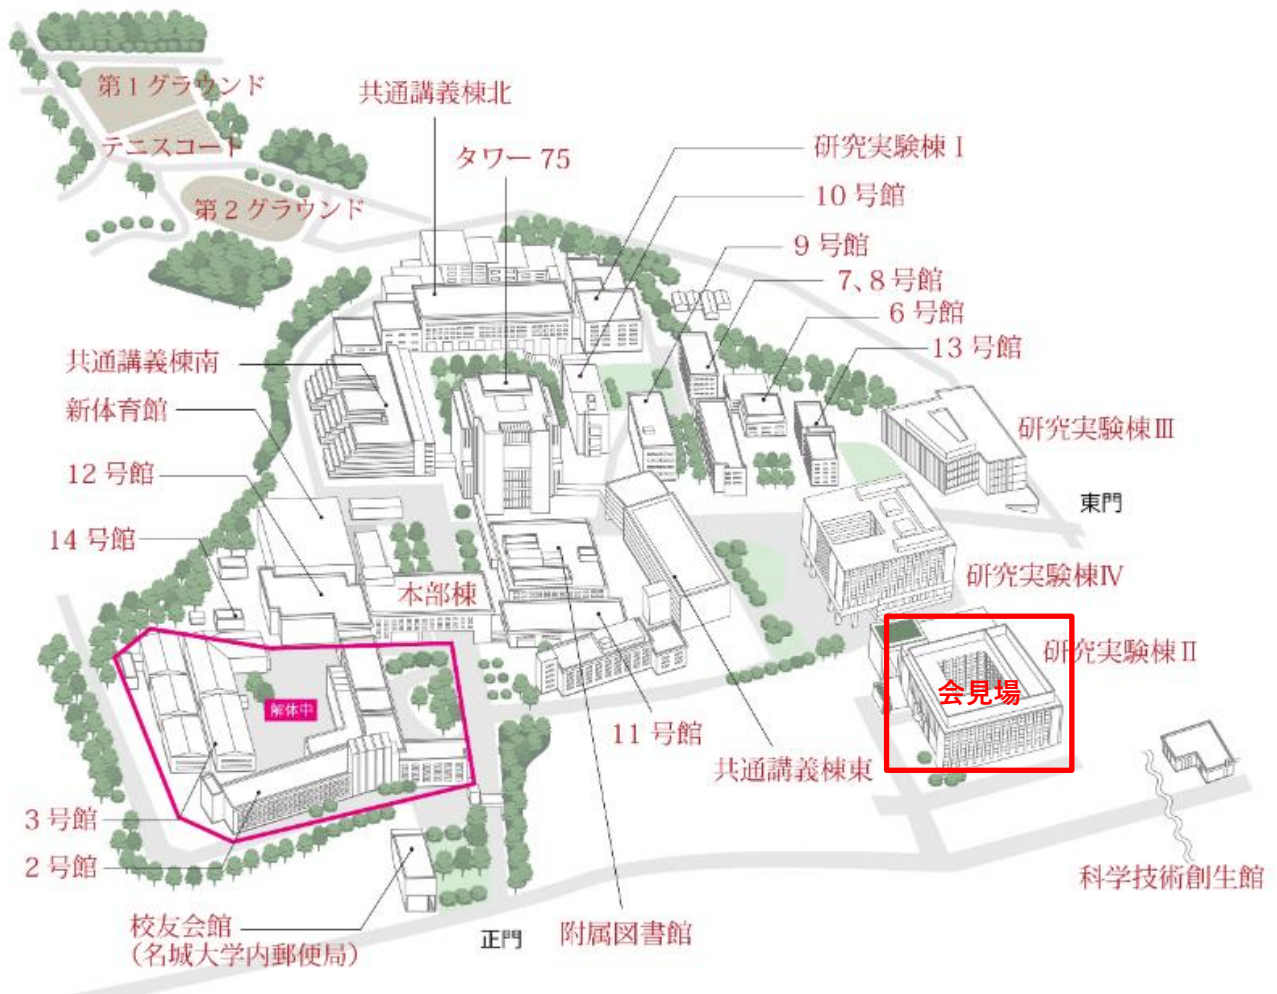 第1グラウンド
共通講義棟北
テニスコート
タワー 75
研究実験棟Ⅰ
10 号館
第2グラウンド
9 号館
7、8 号館
6 号館
13 号館
共通講義棟南
新体育館
研究実験棟Ⅲ
12 号館
東門
14 号館
研究実験棟Ⅳ
本部棟
研究実験棟Ⅱ
会見場
解体中
11 号館
共通講義棟東
3 号館
2 号館
科学技術創生館
校友会館
(名城大学内郵便局)
正門
附属図書館